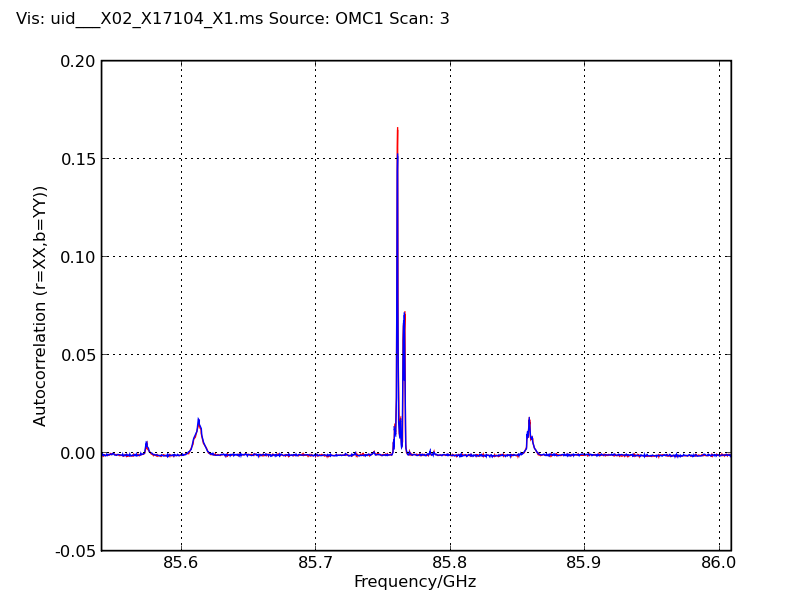 Vis: uid___X02_X17104_X1.ms Source: OMC1 Scan: 3
0.20
0.15
0.10
0.05
0.00
-0.05
Autocorrelation (r=XX,b=YY))
85.6 85.7 85.8 85.9 86.0
Frequency/GHz